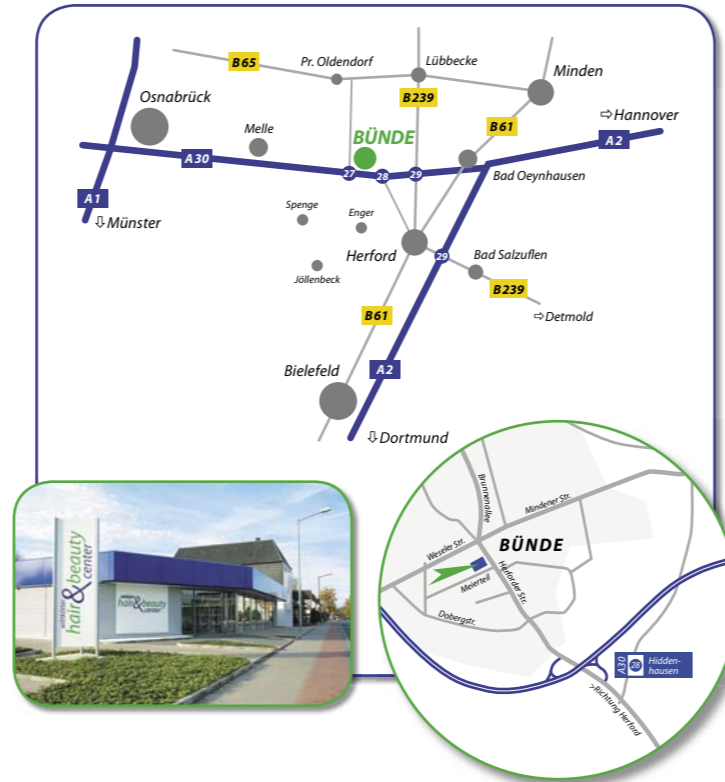 B65
Pr. Oldendorf
Lübbecke
Minden
Osnabrück
B239
⇨Hannover
B61
Melle
BÜNDE
A2
A30
27
28
29
Bad Oeynhausen
A1
⇩Münster
Spenge
Enger
Herford
29
Bad Salzuflen
Jöllenbeck
B239
B61
⇨Detmold
A2
Bielefeld
⇩Dortmund
hair&beauty
center
hair&beauty
center
Brunnenallee
Mindener Str.
Weseler Str.
BÜNDE
Meierteil
Herforder Str.
Dobergstr.
A30
28
Hidden-
hausen
>Richtung Herford